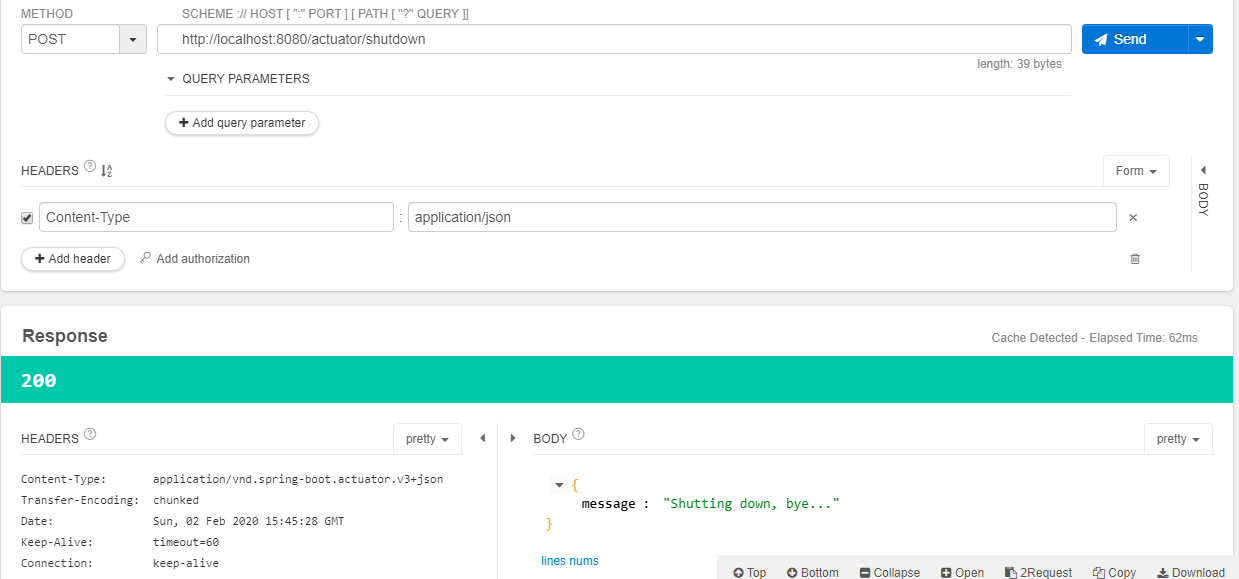 METHOD SCHEME :// HOST [ ":" PORT ] [ PATH [ "?" QUERY ]]
POST http://localhost:8080/actuator/shutdown Send
length: 39 bytes
QUERY PARAMETERS
+ Add query parameter
HEADERS ? Form
BODY
Content-Type : application/json ×
+ Add header Add authorization
Response Cache Detected - Elapsed Time: 62ms
200
HEADERS ? pretty BODY ? pretty
Content-Type: application/vnd.spring-boot.actuator.v3+json
Transfer-Encoding: chunked
Date: Sun, 02 Feb 2020 15:45:28 GMT
Keep-Alive: timeout=60
Connection: keep-alive
{
message : "Shutting down, bye..."
}
lines nums
Top Bottom Collapse Open 2Request Copy Download